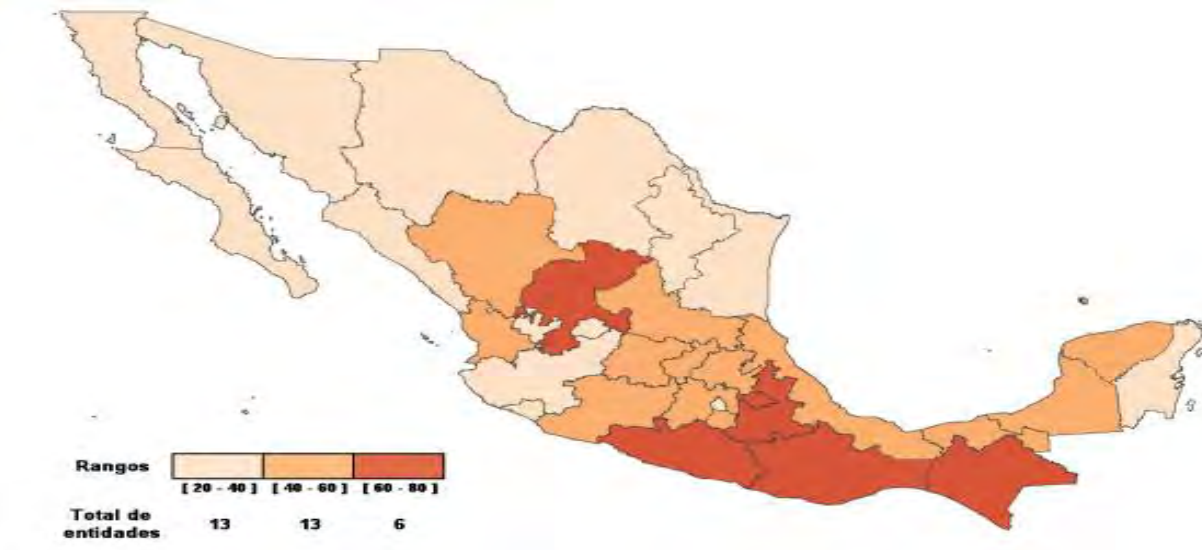 Rangos
[ 20 - 40 ] [ 40 - 60 ] [ 60 - 80 ]
Total de
entidades
13 13 6